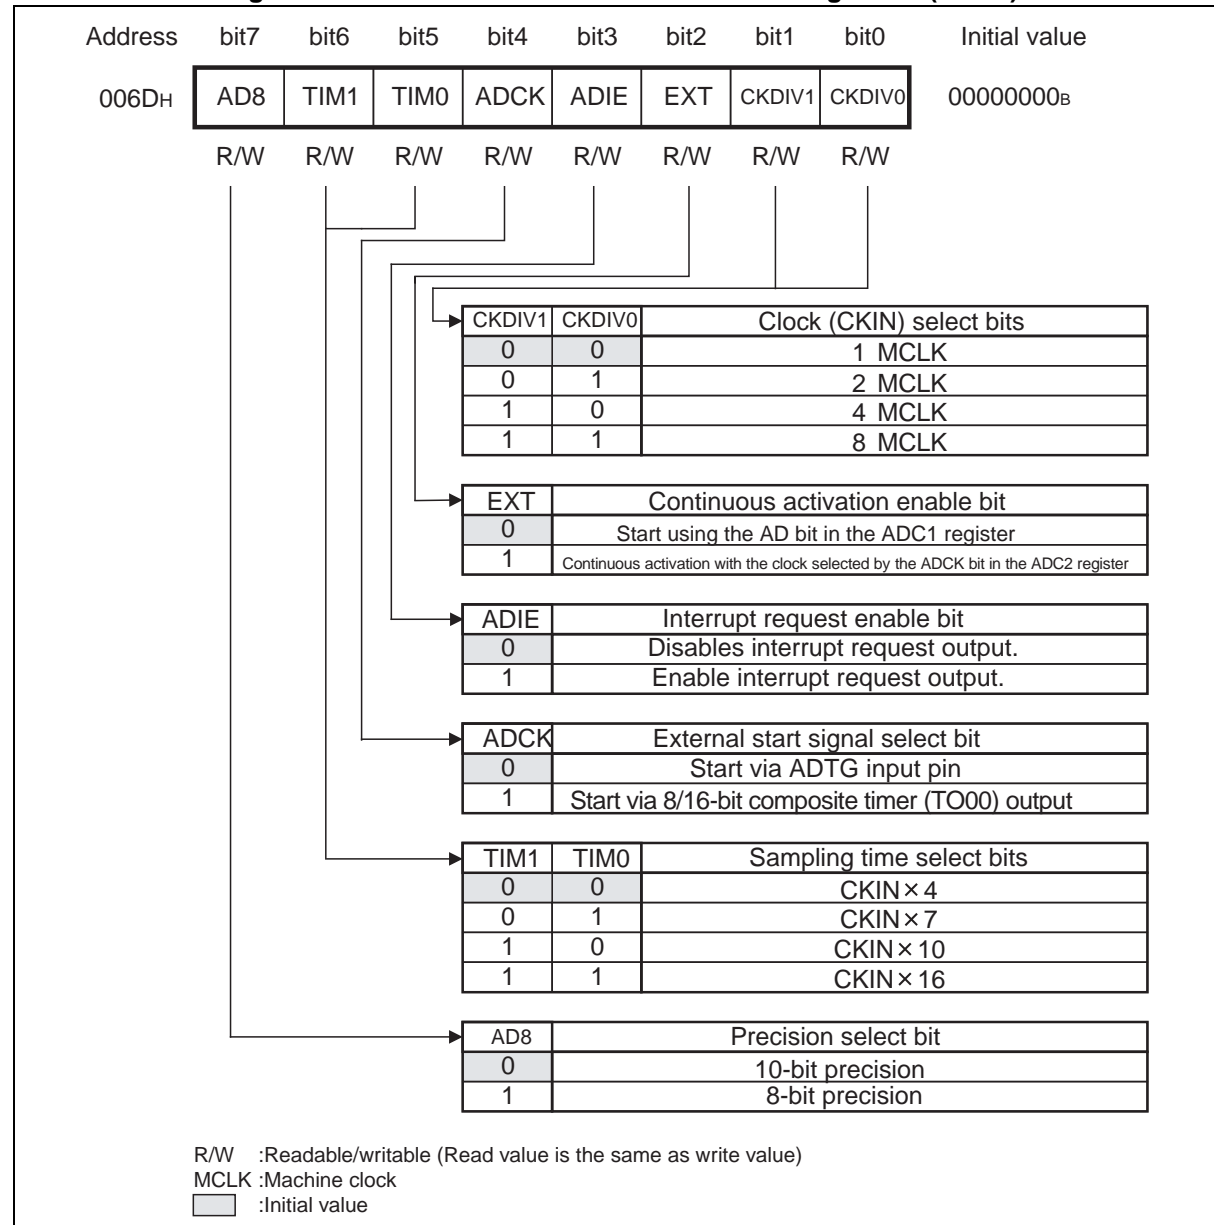 Address bit7 bit6 bit5 bit4 bit3 bit2 bit1 bit0 Initial value
006DH AD8 TIM1 TIM0 ADCK ADIE EXT CKDIV1 CKDIV0 00000000B
R/W R/W R/W R/W R/W R/W R/W R/W
CKDIV1 CKDIV0 Clock (CKIN) select bits
0 0 1 MCLK
0 1 2 MCLK
1 0 4 MCLK
1 1 8 MCLK
EXT Continuous activation enable bit
0 Start using the AD bit in the ADC1 register
1 Continuous activation with the clock selected by the ADCK bit in the ADC2 register
ADIE Interrupt request enable bit
0 Disables interrupt request output.
1 Enable interrupt request output.
ADCK External start signal select bit
0 Start via ADTG input pin
1 Start via 8/16-bit composite timer (TO00) output
TIM1 TIM0 Sampling time select bits
0 0 CKIN×4
0 1 CKIN×7
1 0 CKIN×10
1 1 CKIN×16
AD8 Precision select bit
0 10-bit precision
1 8-bit precision
R/W :Readable/writable (Read value is the same as write value)
MCLK :Machine clock
:Initial value